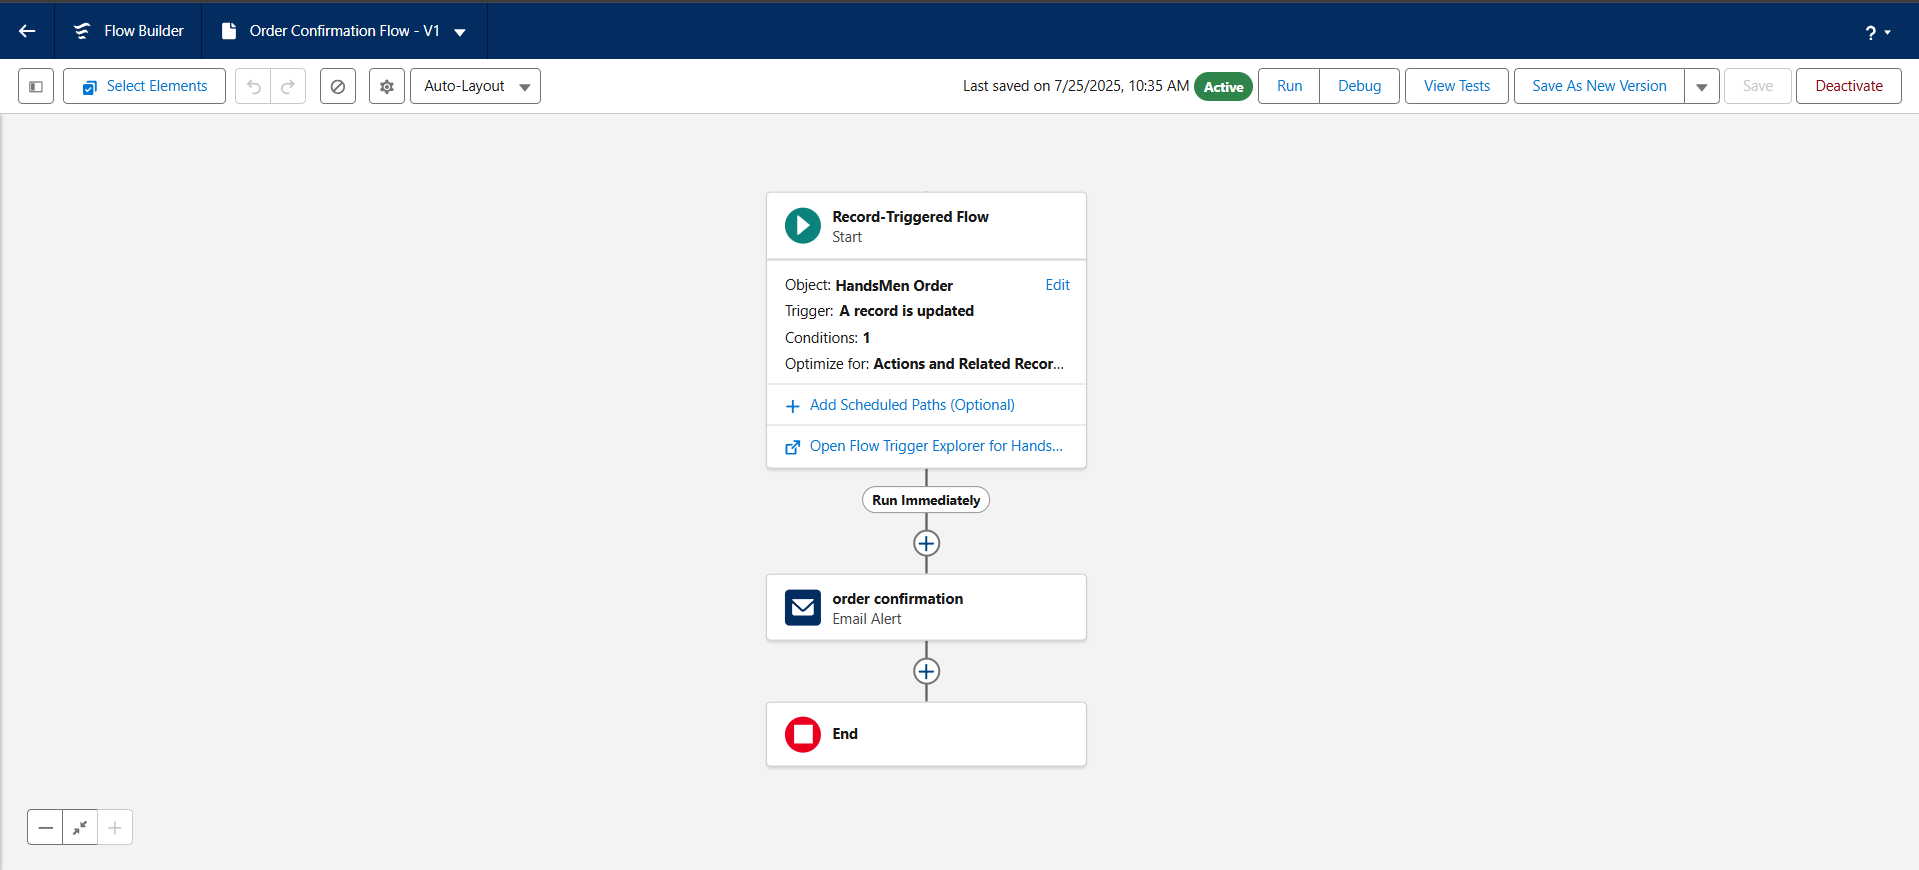 Flow Builder
Order Confirmation Flow - V1
?
Select Elements
Auto-Layout
Last saved on 7/25/2025, 10:35 AM
Active
Run
Debug
View Tests
Save As New Version
Save
Deactivate
Record-Triggered Flow
Start
Object: HandsMen Order
Edit
Trigger: A record is updated
Conditions: 1
Optimize for: Actions and Related Recor...
Add Scheduled Paths (Optional)
Open Flow Trigger Explorer for Hands...
Run Immediately
order confirmation
Email Alert
End